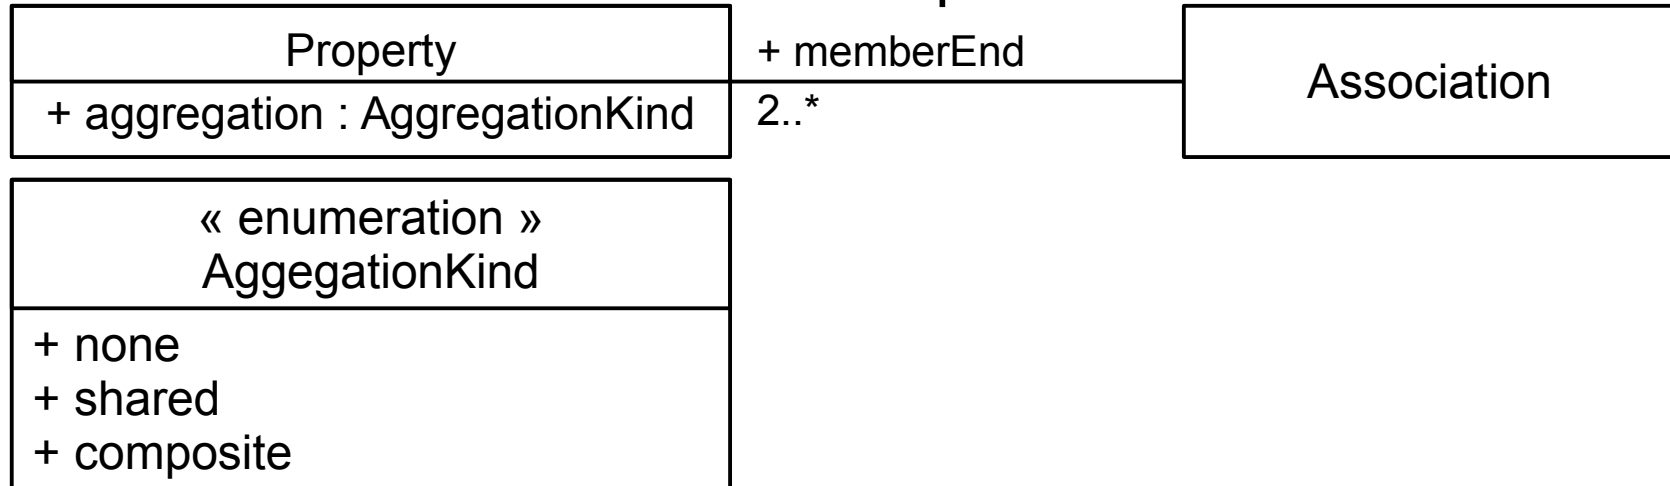 Property
+ aggregation : AggregationKind
+ memberEnd
2..*
Association
« enumeration »
AggegationKind
+ none
+ shared
+ composite